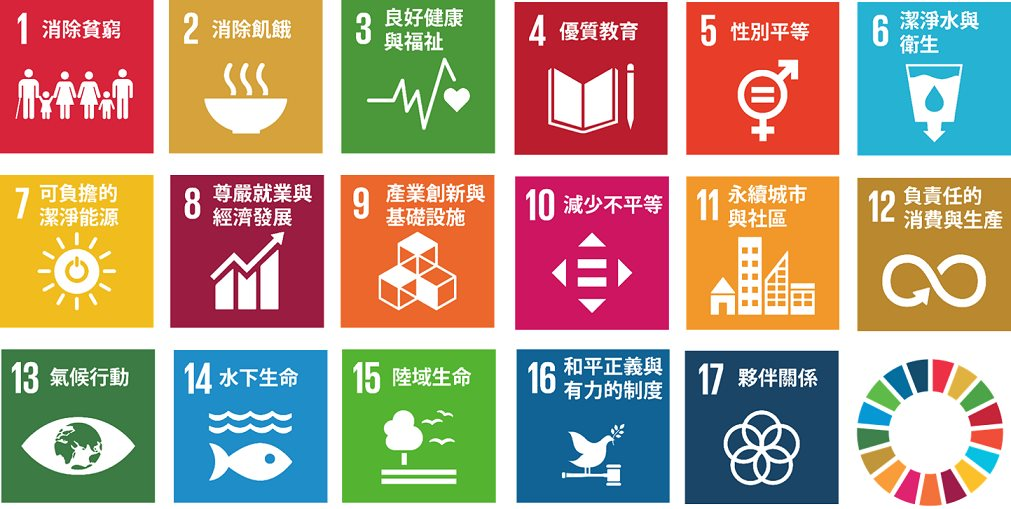 1 消除貧窮
2 消除飢餓
3 良好健康
與福祉
4 優質教育
5 性別平等
6 潔淨水與
衛生
7 可負擔的
潔淨能源
8 尊嚴就業與
經濟發展
9 產業創新與
基礎設施
10 減少不平等
11 永續城市
與社區
12 負責任的
消費與生產
13 氣候行動
14 水下生命
15 陸域生命
16 和平正義與
有力的制度
17 夥伴關係